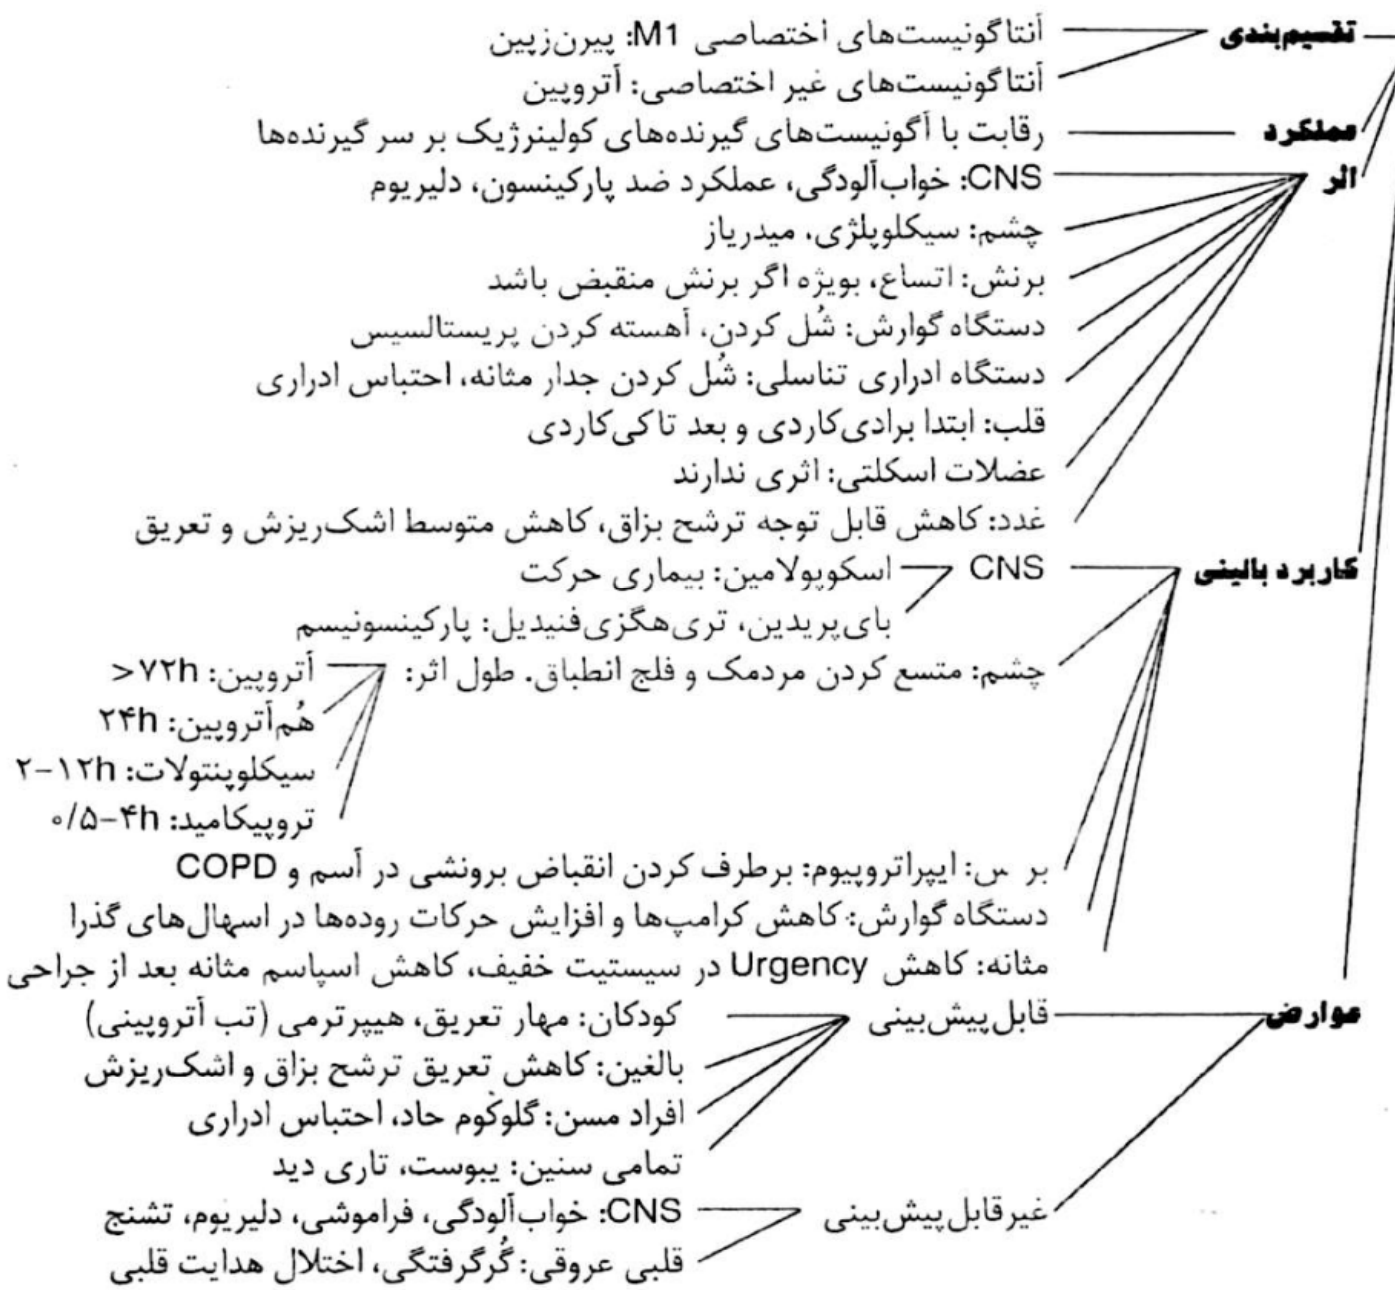 تقسیم‌بندی آنتاگونیست‌های اختصاصی M1: پیرن‌زپین
آنتاگونیست‌های غیر اختصاصی: آتروپین
عملکرد رقابت با آگونیست‌های گیرنده‌های کولینرژیک بر سر گیرنده‌ها
اثر CNS: خواب‌آلودگی، عملکرد ضد پارکینسون، دلیریوم
چشم: سیکلوپلژی، میدریاز
برنش: اتساع، بویژه اگر برنش منقبض باشد
دستگاه گوارش: شُل کردن، آهسته کردن پریستالسیس
دستگاه ادراری تناسلی: شُل کردن جدار مثانه، احتباس ادراری
قلب: ابتدا برادی‌کاردی و بعد تاکی‌کاردی
عضلات اسکلتی: اثری ندارند
غدد: کاهش قابل توجه ترشح بزاق، کاهش متوسط اشک‌ریزش و تعریق
کاربرد بالینی CNS اسکوپولامین: بیماری حرکت
بای‌پریدین، تری‌هگزی‌فنیدیل: پارکینسونیسم
چشم: متسع کردن مردمک و فلج انطباق. طول اثر: آتروپین: >۷۲h
هُم‌آتروپین: ۲۴h
سیکلوپنتولات: ۲–۱۲h
تروپیکامید: ۰/۵–۴h
ایپراتروپیوم: برطرف کردن انقباض برونشی در آسم و COPD
دستگاه گوارش: کاهش کرامپ‌ها و افزایش حرکات روده‌ها در اسهال‌های گذرا
مثانه: کاهش Urgency در سیستیت خفیف، کاهش اسپاسم مثانه بعد از جراحی
عوارض قابل پیش‌بینی کودکان: مهار تعریق، هیپرترمی (تب آتروپینی)
بالغین: کاهش تعریق ترشح بزاق و اشک‌ریزش
افراد مسن: گلوکوم حاد، احتباس ادراری
تمامی سنین: یبوست، تاری دید
غیرقابل پیش‌بینی CNS: خواب‌آلودگی، فراموشی، دلیریوم، تشنج
قلبی عروقی: گُرگرفتگی، اختلال هدایت قلبی